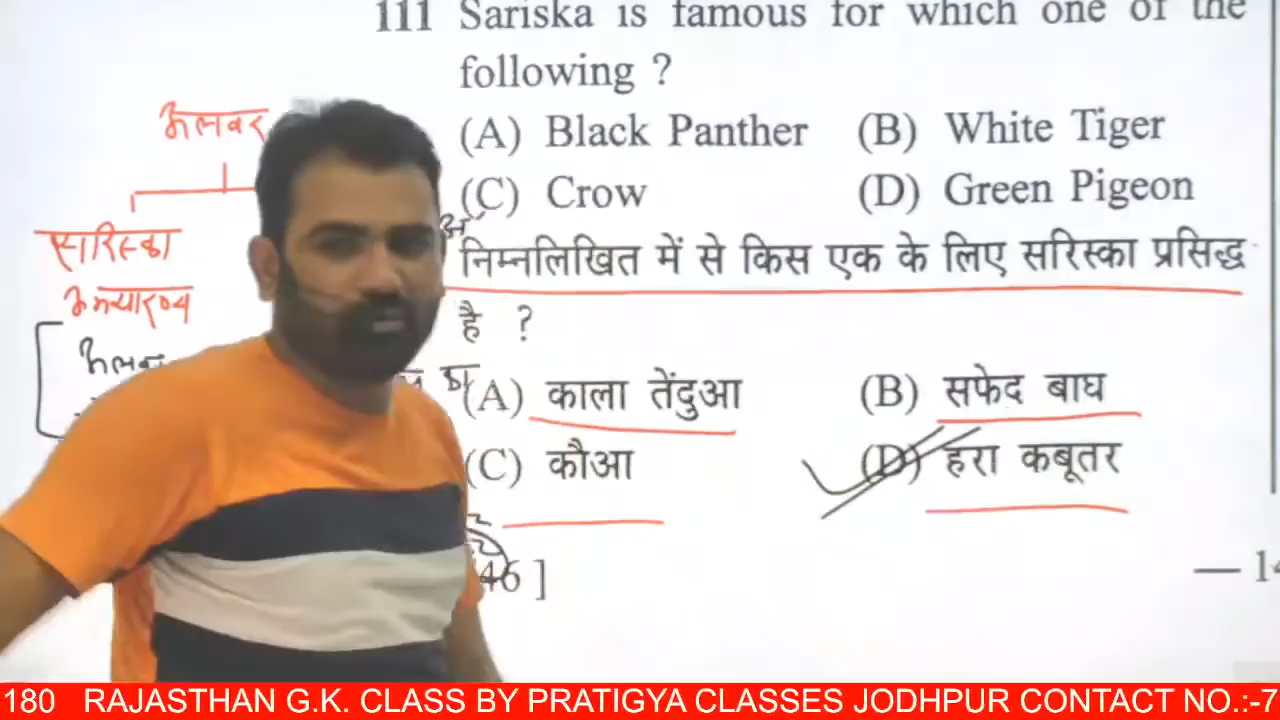 111 Sariska is famous for which one of the
following ?
(A) Black Panther (B) White Tiger
(C) Crow (D) Green Pigeon
निम्नलिखित में से किस एक के लिए सरिस्का प्रसिद्ध
है ?
(A) काला तेंदुआ (B) सफेद बाघ
(C) कौआ (D) हरा कबूतर
46 ]
— 14
अलवर
सरिस्का
अभ्यारण्य
180 RAJASTHAN G.K. CLASS BY PRATIGYA CLASSES JODHPUR CONTACT NO.:-7